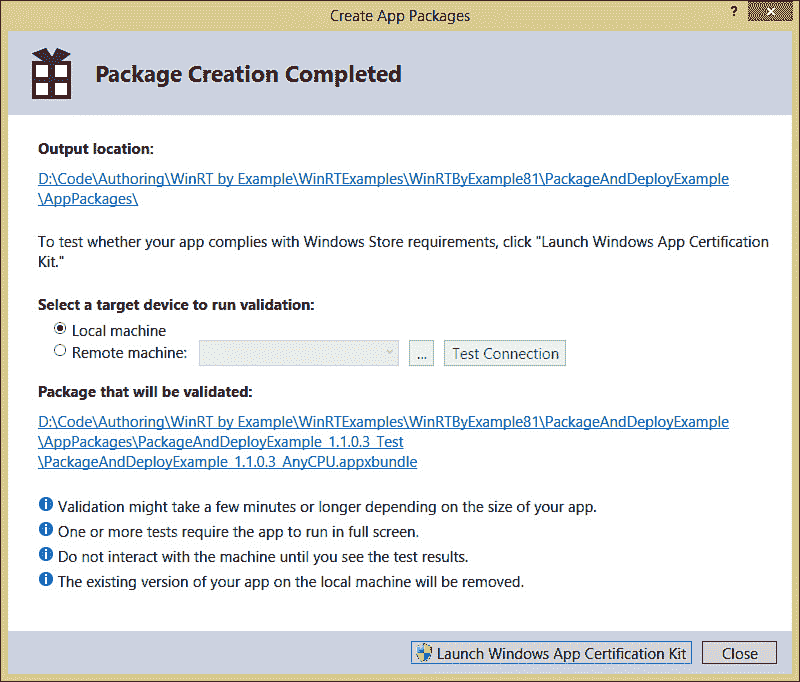 Create App Packages
?
Package Creation Completed
Output location:
D:\Code\Authoring\WinRT by Example\WinRTExamples\WinRTByExample81\PackageAndDeployExample
\AppPackages\
To test whether your app complies with Windows Store requirements, click "Launch Windows App Certification
Kit."
Select a target device to run validation:
Local machine
Remote machine:
...
Test Connection
Package that will be validated:
D:\Code\Authoring\WinRT by Example\WinRTExamples\WinRTByExample81\PackageAndDeployExample
\AppPackages\PackageAndDeployExample_1.1.0.3_Test
\PackageAndDeployExample_1.1.0.3_AnyCPU.appxbundle
Validation might take a few minutes or longer depending on the size of your app.
One or more tests require the app to run in full screen.
Do not interact with the machine until you see the test results.
The existing version of your app on the local machine will be removed.
Launch Windows App Certification Kit
Close